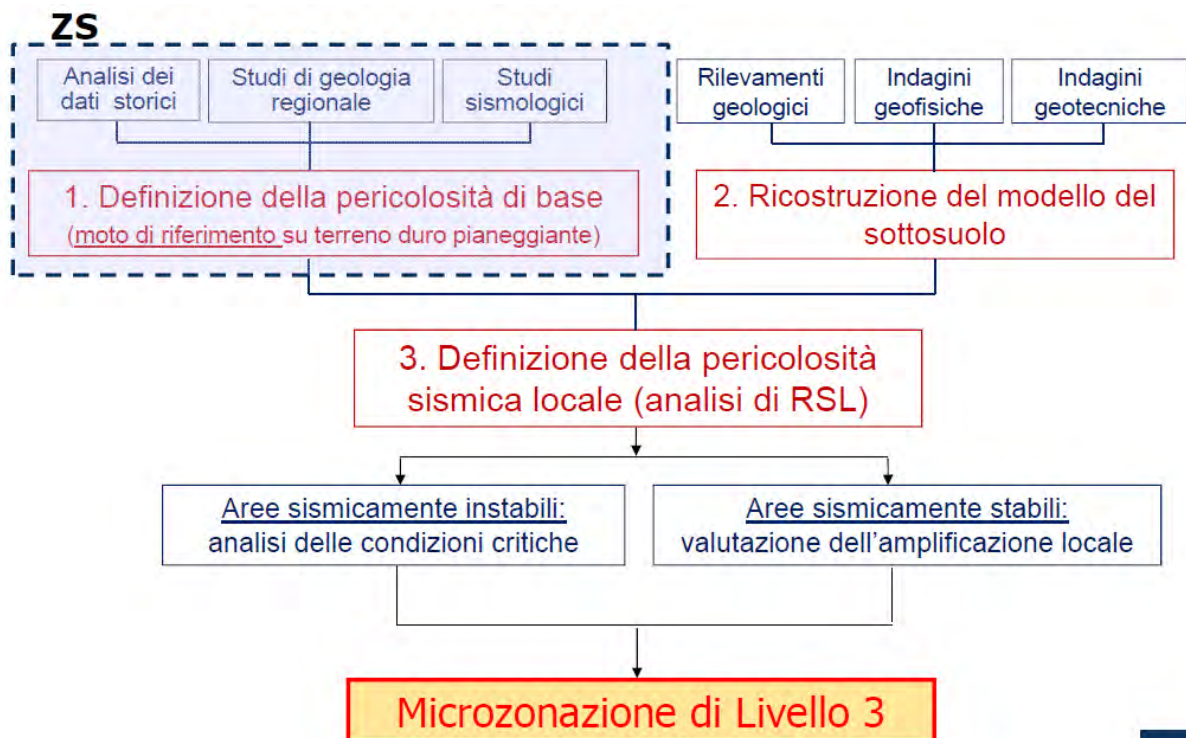 ZS
Analisi dei
dati storici
Studi di geologia
regionale
Studi
sismologici
Rilevamenti
geologici
Indagini
geofisiche
Indagini
geotecniche
1. Definizione della pericolosità di base
(moto di riferimento su terreno duro pianeggiante)
2. Ricostruzione del modello del
sottosuolo
3. Definizione della pericolosità
sismica locale (analisi di RSL)
Aree sismicamente instabili:
analisi delle condizioni critiche
Aree sismicamente stabili:
valutazione dell'amplificazione locale
Microzonazione di Livello 3